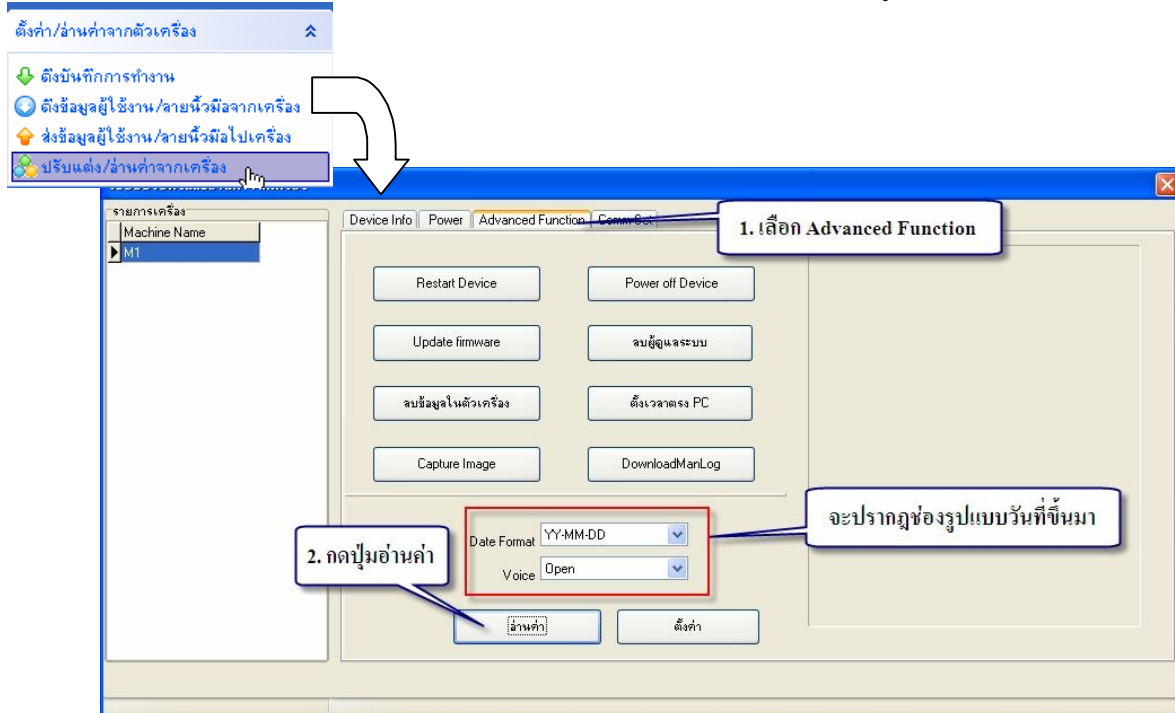 ตั้งค่า/อ่านค่าจากตัวเครื่อง
ดึงบันทึกการทำงาน
ดึงข้อมูลผู้ใช้งาน/ลายนิ้วมือจากเครื่อง
ส่งข้อมูลผู้ใช้งาน/ลายนิ้วมือไปเครื่อง
ปรับแต่ง/อ่านค่าจากเครื่อง
รายการเครื่อง
Machine Name
M1
Device Info Power Advanced Function Comm Set
1. เลือก Advanced Function
Restart Device Power off Device
Update firmware ลบผู้ดูแลระบบ
ลบข้อมูลในตัวเครื่อง ตั้งเวลาตรง PC
Capture Image DownloadManLog
จะปรากฎช่องรูปแบบวันที่ขึ้นมา
Date Format YY-MM-DD
2. กดปุ่มอ่านค่า
Voice Open
อ่านค่า ตั้งค่า